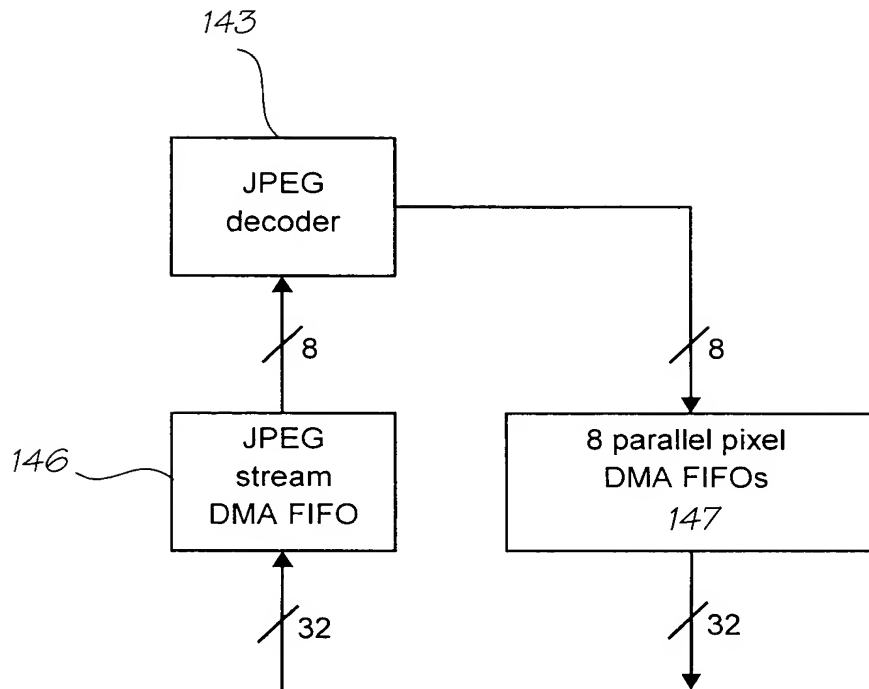 143
JPEG
decoder
8
8
146
JPEG
stream
DMA FIFO
8 parallel pixel
DMA FIFOs
147
32
32